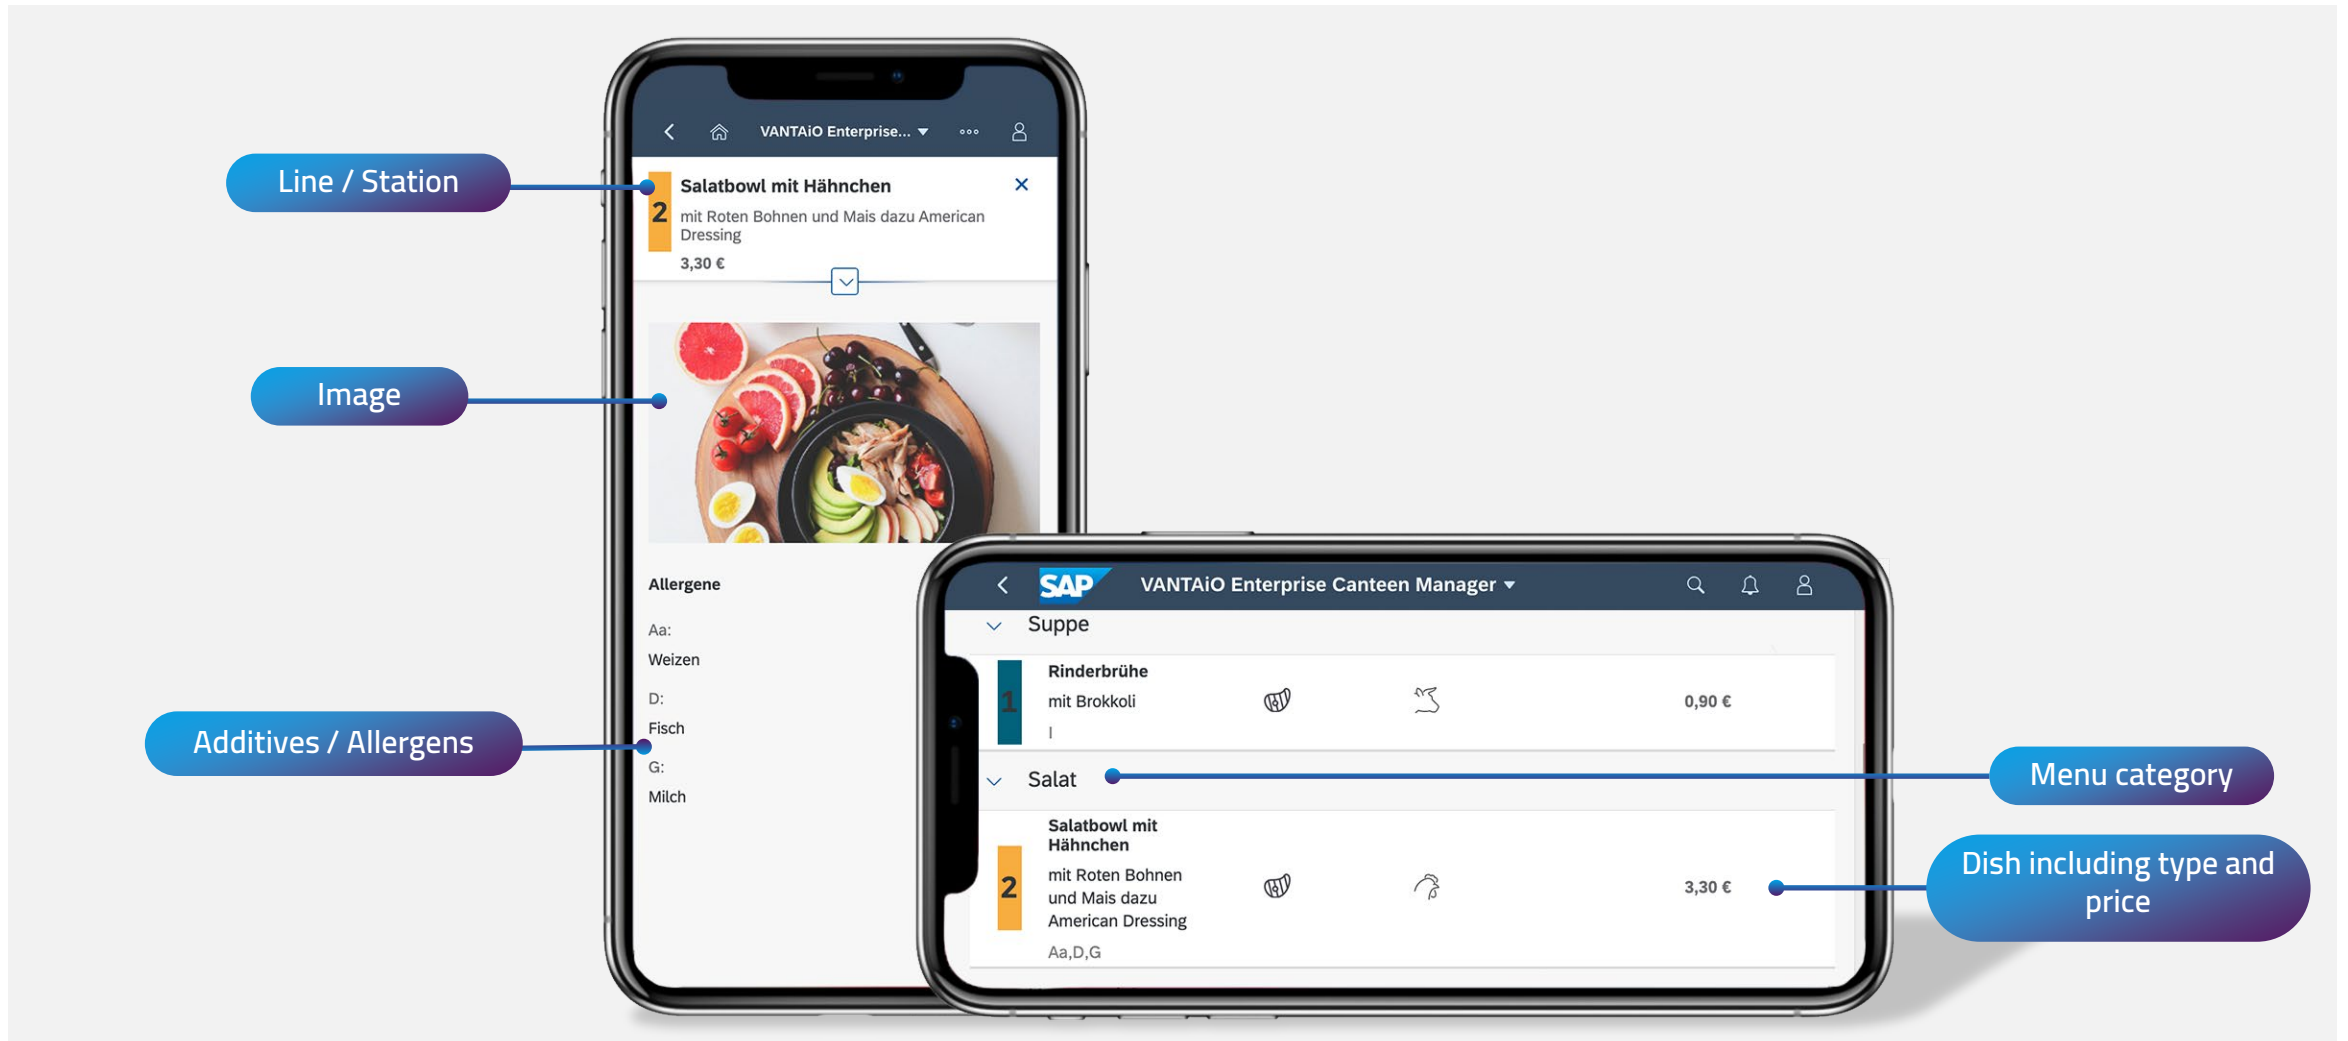 VANTAiO Enterprise...
Line / Station
2
Salatbowl mit Hähnchen
mit Roten Bohnen und Mais dazu American
Dressing
3,30 €
Image
Allergene
Aa:
Weizen
D:
Fisch
G:
Milch
Additives / Allergens
SAP
VANTAiO Enterprise Canteen Manager
Suppe
1
Rinderbrühe
mit Brokkoli
I
0,90 €
Salat
Menu category
2
Salatbowl mit
Hähnchen
mit Roten Bohnen
und Mais dazu
American Dressing
Aa,D,G
3,30 €
Dish including type and
price